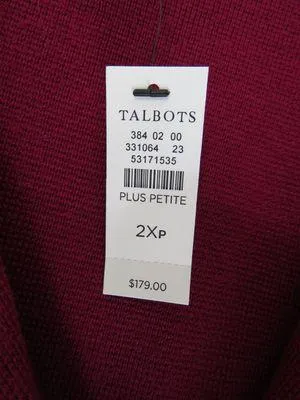 TALBOTS
384 02 00
331064 23
53171535
PLUS PETITE
2XP
$179.00